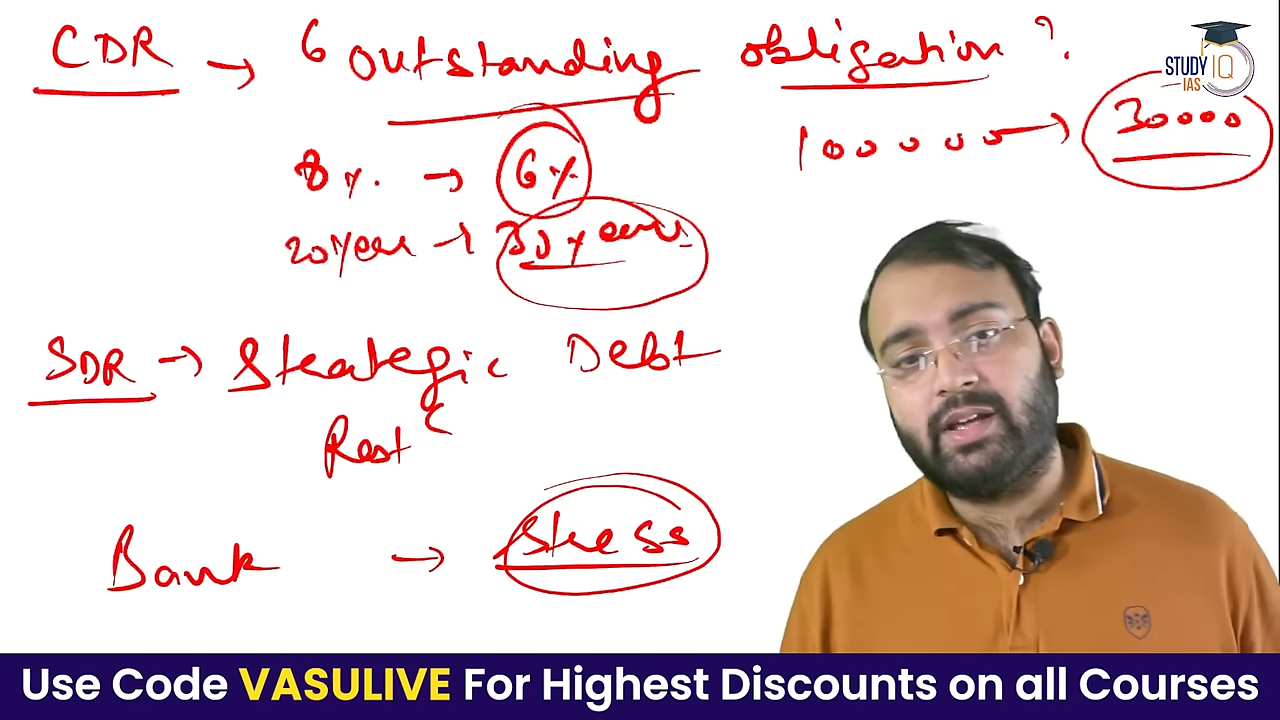 CDR → 6 outstanding obligation ?
STUDY IQ
IAS
100000 → 30000
8%. → 6%
20 year → 30 years
SDR → Strategic Debt
Rest
Bank → Stress
Use Code VASULIVE For Highest Discounts on all Courses